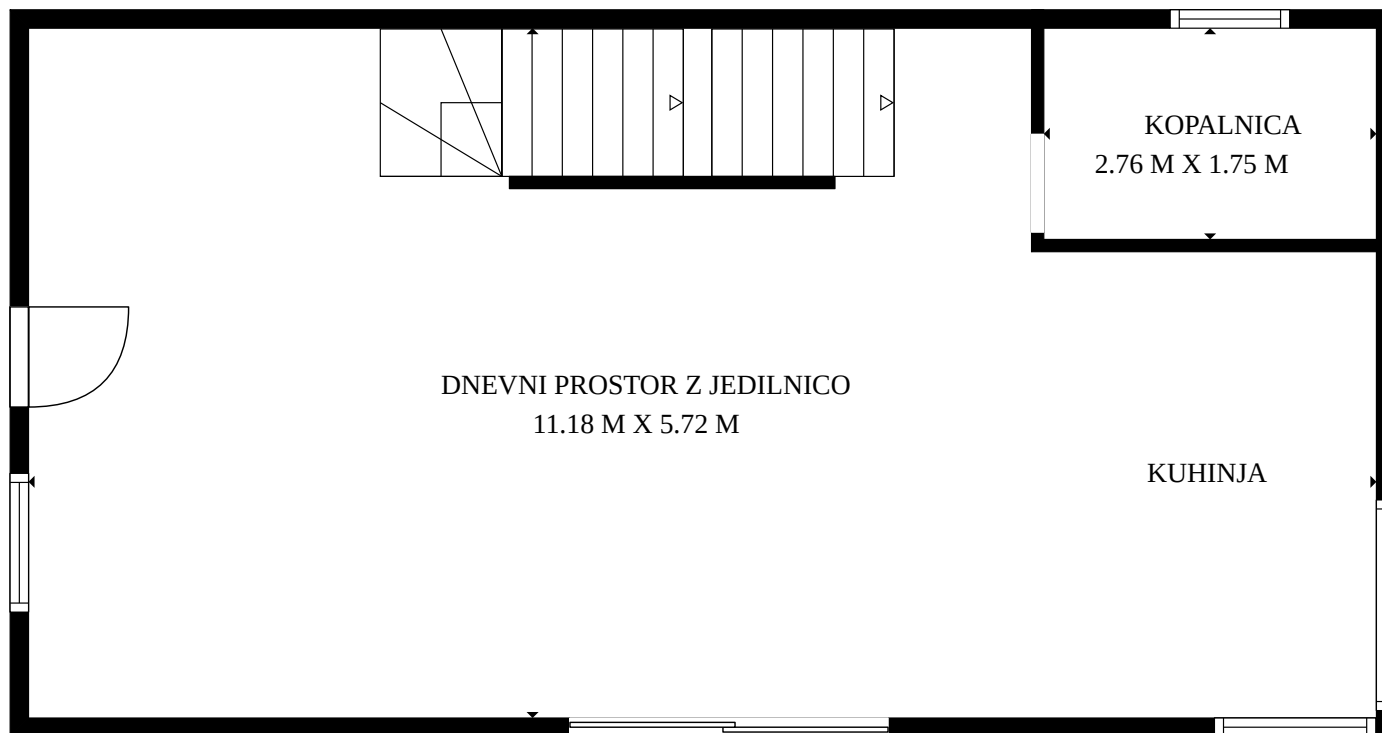 KOPALNICA
2.76 M X 1.75 M
DNEVNI PROSTOR Z JEDILNICO
11.18 M X 5.72 M
KUHINJA